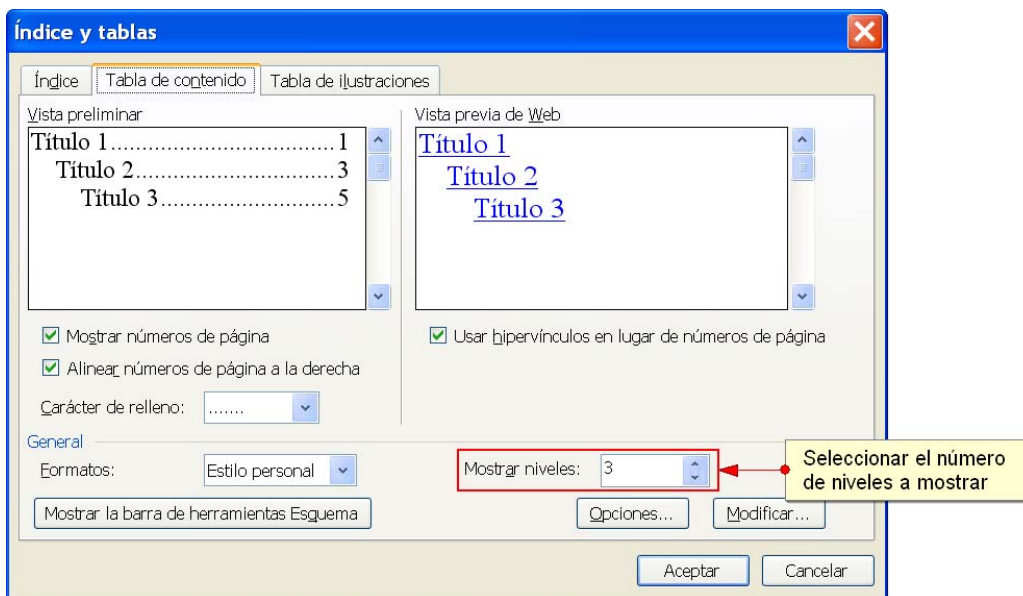 Índice y tablas
Índice
Tabla de contenido
Tabla de ilustraciones
Vista preliminar
Título 1..................................1
Título 2..............................3
Título 3..........................5
Vista previa de Web
Título 1
Título 2
Título 3
Mostrar números de página
Alinear números de página a la derecha
Usar hipervínculos en lugar de números de página
Carácter de relleno: .......
General
Formatos: Estilo personal
Mostrar niveles: 3
Seleccionar el número
de niveles a mostrar
Mostrar la barra de herramientas Esquema
Opciones...
Modificar...
Aceptar
Cancelar